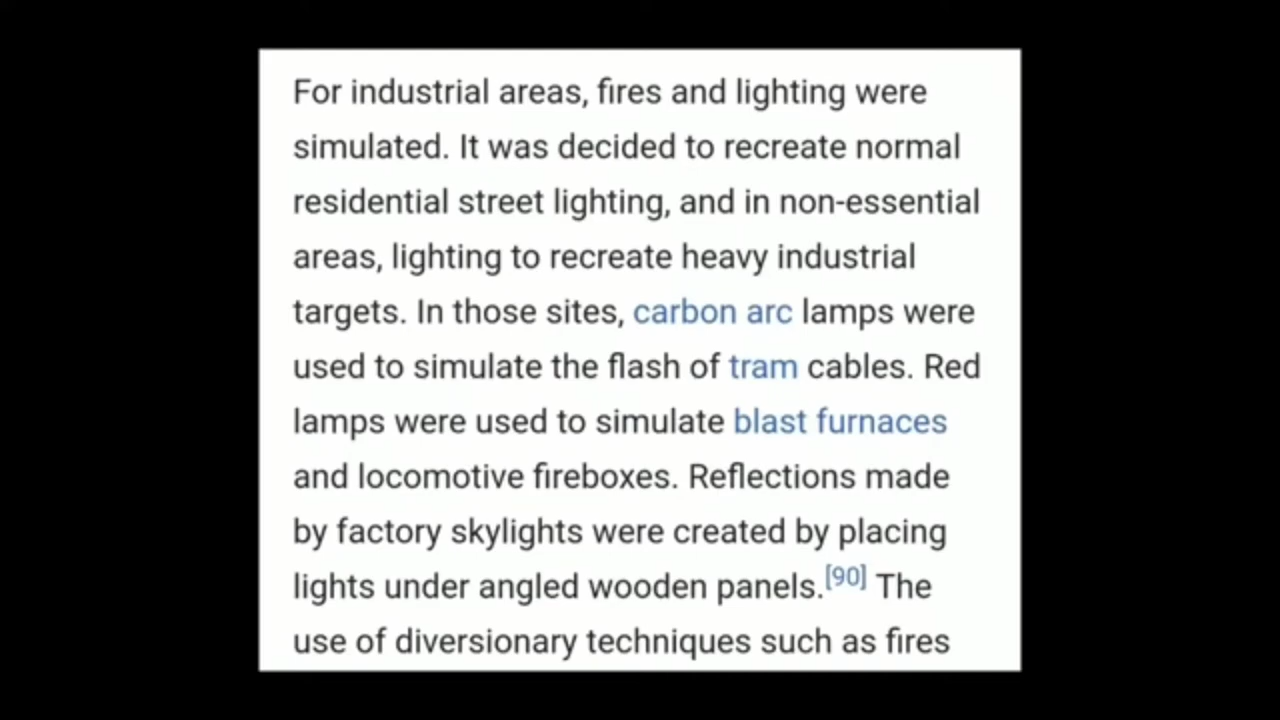 For industrial areas, fires and lighting were
simulated. It was decided to recreate normal
residential street lighting, and in non-essential
areas, lighting to recreate heavy industrial
targets. In those sites, carbon arc lamps were
used to simulate the flash of tram cables. Red
lamps were used to simulate blast furnaces
and locomotive fireboxes. Reflections made
by factory skylights were created by placing
lights under angled wooden panels.[90] The
use of diversionary techniques such as fires